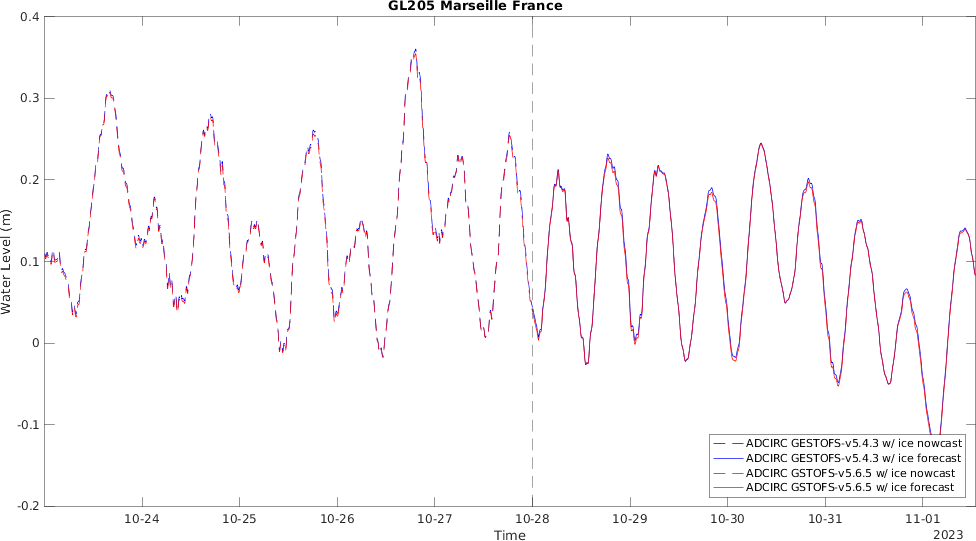 GL205 Marseille France
0.4
0.3
0.2
0.1
0
-0.1
-0.2
Water Level (m)
ADCIRC GESTOFS-v5.4.3 w/ ice nowcast
ADCIRC GESTOFS-v5.4.3 w/ ice forecast
ADCIRC GSTOFS-v5.6.5 w/ ice nowcast
ADCIRC GSTOFS-v5.6.5 w/ ice forecast
10-24 10-25 10-26 10-27 10-28 10-29 10-30 10-31 11-01
Time
2023